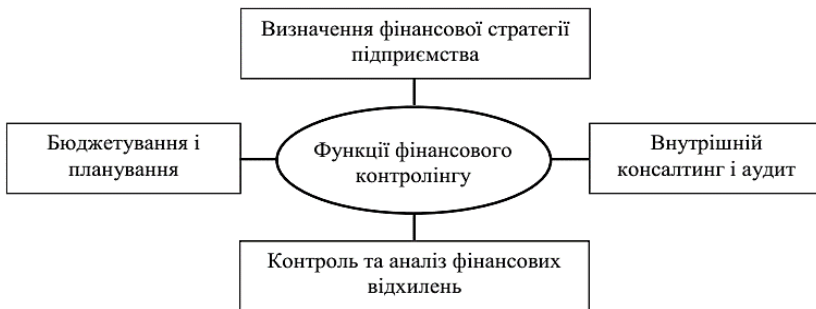 Визначення фінансової стратегії
підприємства
Бюджетування і
планування
Функції фінансового
контролінгу
Внутрішній
консалтинг і аудит
Контроль та аналіз фінансових
відхилень